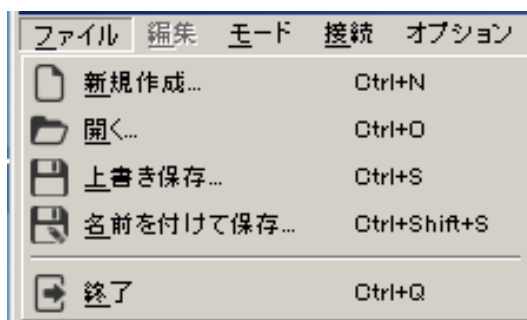 ファイル 編集 モード 接続 オプション
新規作成... Ctrl+N
開く... Ctrl+O
上書き保存... Ctrl+S
名前を付けて保存... Ctrl+Shift+S
終了 Ctrl+Q